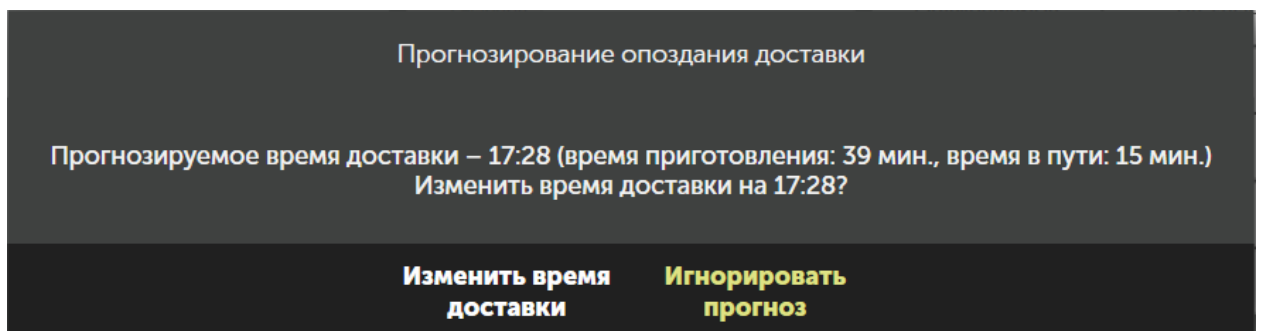 Прогнозирование опоздания доставки
Прогнозируемое время доставки – 17:28 (время приготовления: 39 мин., время в пути: 15 мин.)
Изменить время доставки на 17:28?
Изменить время
доставки
Игнорировать
прогноз